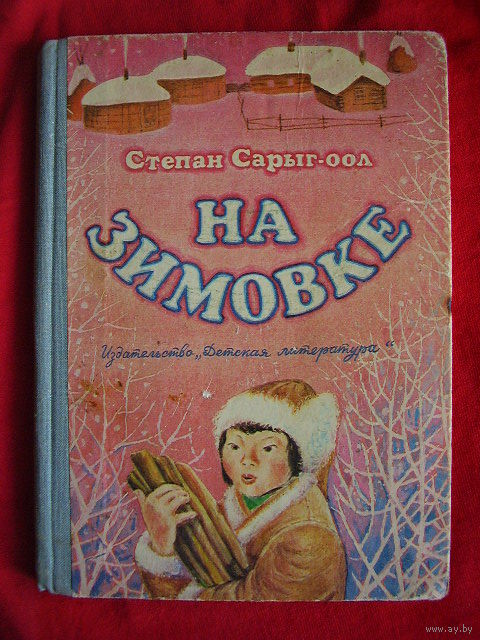 Степан Сарыг-оол
НА
ЗИМОВКЕ
Издательство „Детская литература“
www.ay.by